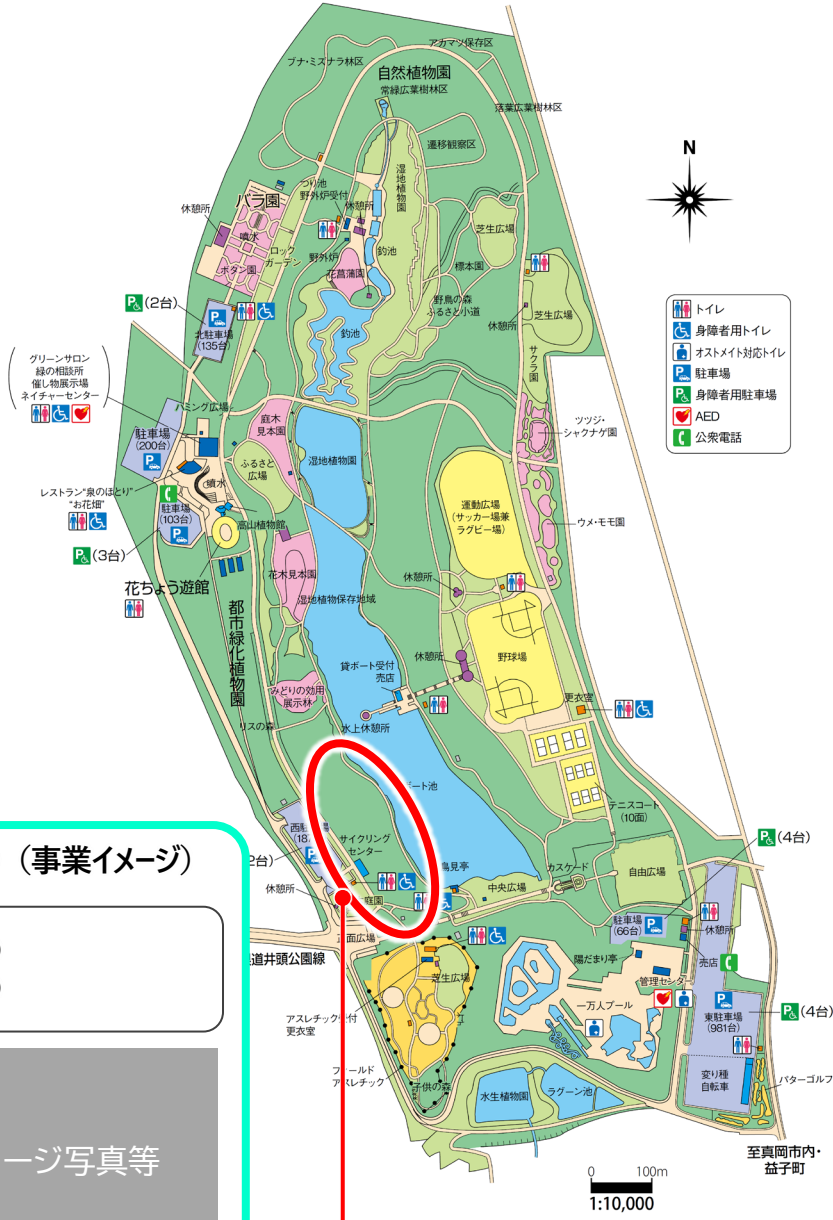 アカマツ保存区
ブナ・ミズナラ林区
自然植物園
常緑広葉樹林区
落葉広葉樹林区
遷移観察区
湿地植物園
N
つり池
野外炉受付
休憩所
バラ園
休憩所
噴水
ロック
ガーデン
ボタン園
野外炉
釣池
花菖蒲園
芝生広場
標本園
野鳥の森
ふるさと小道
釣池
休憩所
芝生広場
サクラ園
P(2台)
P
北駐車場
(135台)
トイレ
身障者用トイレ
オストメイト対応トイレ
P 駐車場
P 身障者用駐車場
AED
公衆電話
グリーンサロン
緑の相談所
催し物展示場
ネイチャーセンター
ハミング広場
庭木
見本園
ツツジ・
シャクナゲ園
駐車場
(200台)
P
ふるさと
広場
湿地植物園
レストラン“泉のほとり”
“お花畑”
噴水
駐車場
(103台)
P
高山植物館
運動広場
(サッカー場兼
ラグビー場)
ウメ・モモ園
P(3台)
花ちょう遊館
花木見本園
湿地植物保存地域
休憩所
都市緑化植物園
貸ボート受付
売店
休憩所
野球場
みどりの効用
展示林
リスの森
水上休憩所
更衣室
ート池
テニスコート
(10面)
西駐車場
(18
P
2台)
サイクリング
センター
鳥見亭
カスケード
自由広場
P(4台)
休憩所
庭園
中央広場
正面広場
駐車場
(66台)
P
休憩所
道井頭公園線
芝生広場
陽だまり亭
売店
管理センタ
アスレチック受付
更衣室
一万人プール
P
東駐車場
(981台)
P(4台)
フィールド
アスレチック
子供の森
水生植物園
ラグーン池
変り種
自転車
パターゴルフ
至真岡市内・
益子町
0 100m
1:10,000
(事業イメージ)
ージ写真等